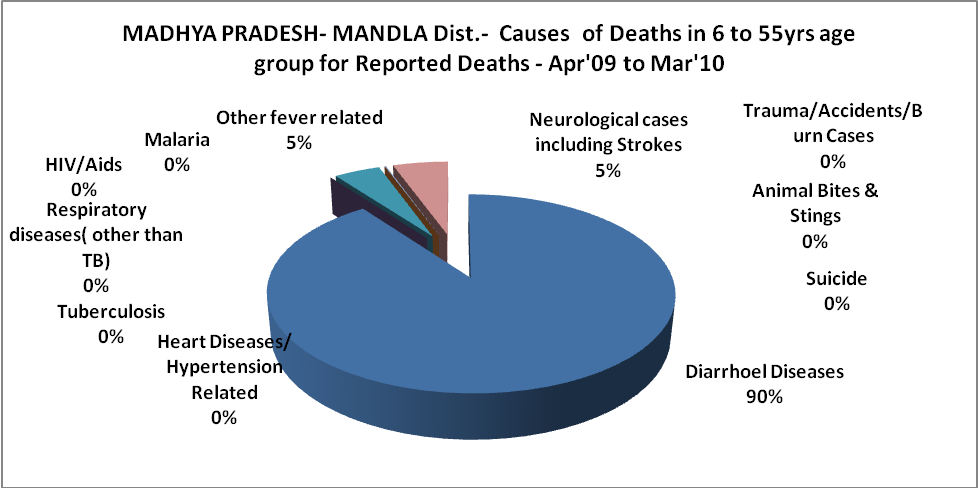 MADHYA PRADESH- MANDLA Dist.-  Causes  of Deaths in 6 to 55yrs age
group for Reported Deaths - Apr'09 to Mar'10
Other fever related
5%
Neurological cases
including Strokes
5%
Trauma/Accidents/B
urn Cases
0%
Malaria
0%
HIV/Aids
0%
Animal Bites &
Stings
0%
Respiratory
diseases( other than
TB)
0%
Suicide
0%
Tuberculosis
0%
Heart Diseases/
Hypertension
Related
0%
Diarrhoel Diseases
90%